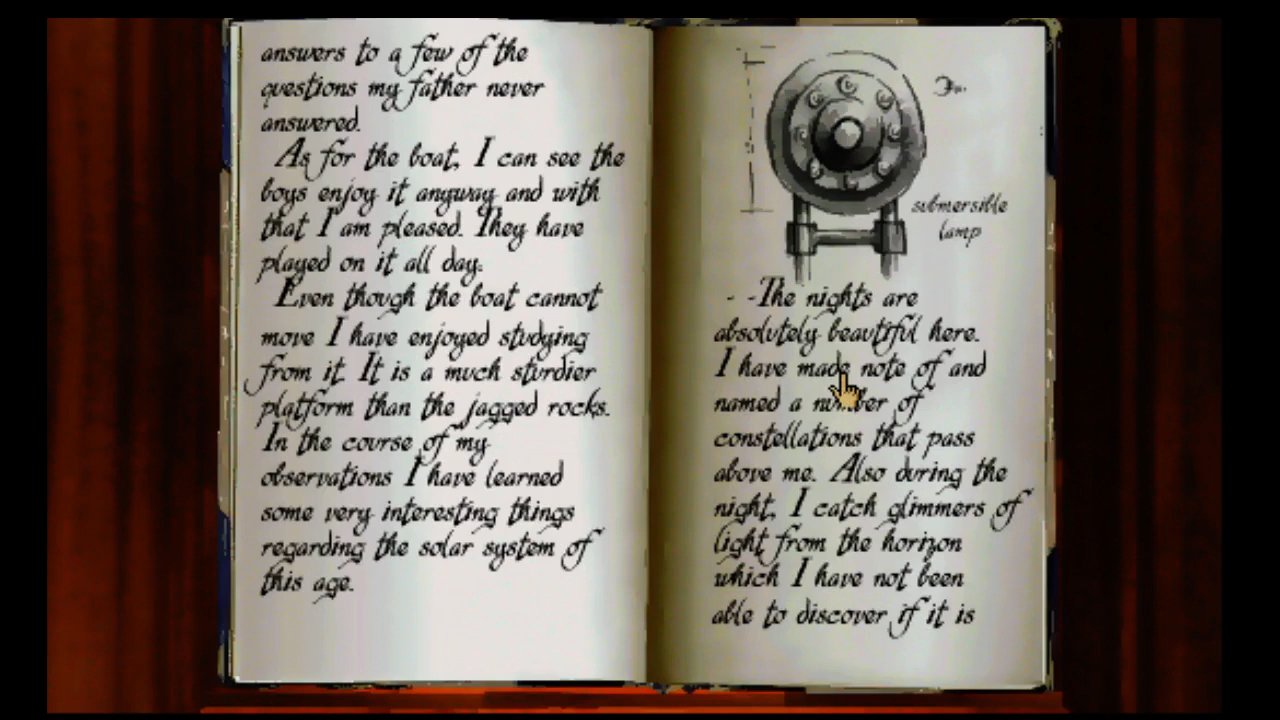 answers to a few of the
questions my father never
answered.
As for the boat, I can see the
boys enjoy it anyway and with
that I am pleased. They have
played on it all day.
Even though the boat cannot
move I have enjoyed studying
from it. It is a much sturdier
platform than the jagged rocks.
In the course of my
observations I have learned
some very interesting things
regarding the solar system of
this age.
submersible
lamp
- -The nights are
absolutely beautiful here.
I have made note of and
named a number of
constellations that pass
above me. Also during the
night, I catch glimmers of
light from the horizon
which I have not been
able to discover if it is